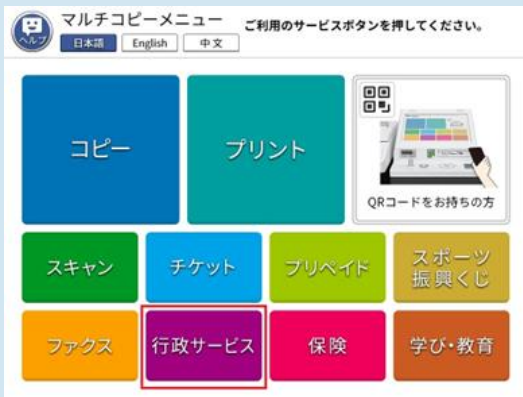 マルチコピーメニュー
ご利用のサービスボタンを押してください。
ヘルプ
日本語 English 中文
コピー
プリント
QRコードをお持ちの方
スキャン
チケット
プリペイド
スポーツ
振興くじ
ファクス
行政サービス
保険
学び・教育